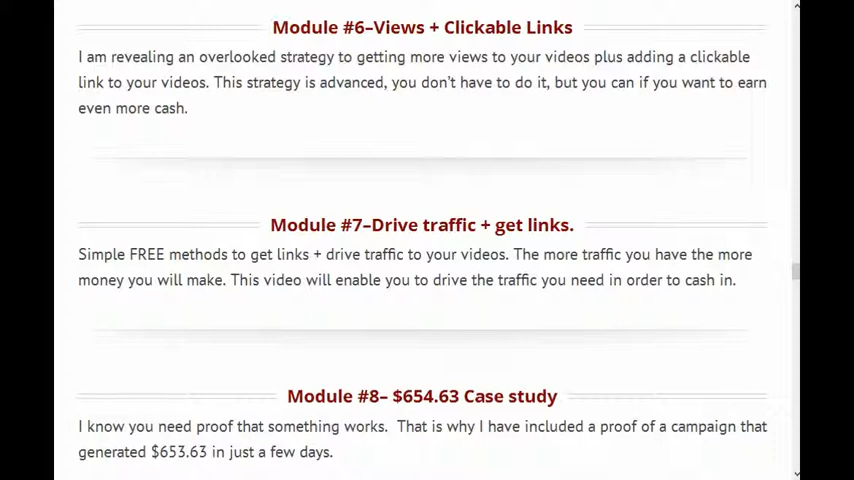 Module #6–Views + Clickable Links
I am revealing an overlooked strategy to getting more views to your videos plus adding a clickable
link to your videos. This strategy is advanced, you don’t have to do it, but you can if you want to earn
even more cash.
Module #7–Drive traffic + get links.
Simple FREE methods to get links + drive traffic to your videos. The more traffic you have the more
money you will make. This video will enable you to drive the traffic you need in order to cash in.
Module #8– $654.63 Case study
I know you need proof that something works.  That is why I have included a proof of a campaign that
generated $653.63 in just a few days.